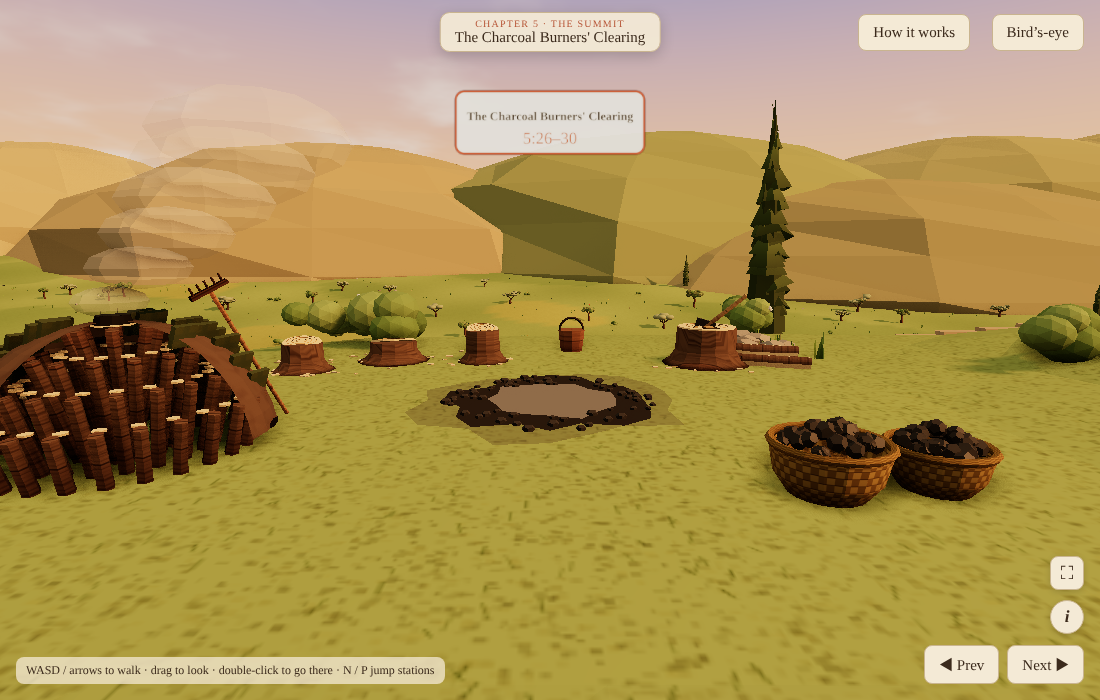 CHAPTER 5 · THE SUMMIT
The Charcoal Burners' Clearing
How it works
Bird's-eye
The Charcoal Burners' Clearing
5:26–30
i
WASD / arrows to walk · drag to look · double-click to go there · N / P jump stations
◀ Prev
Next ▶